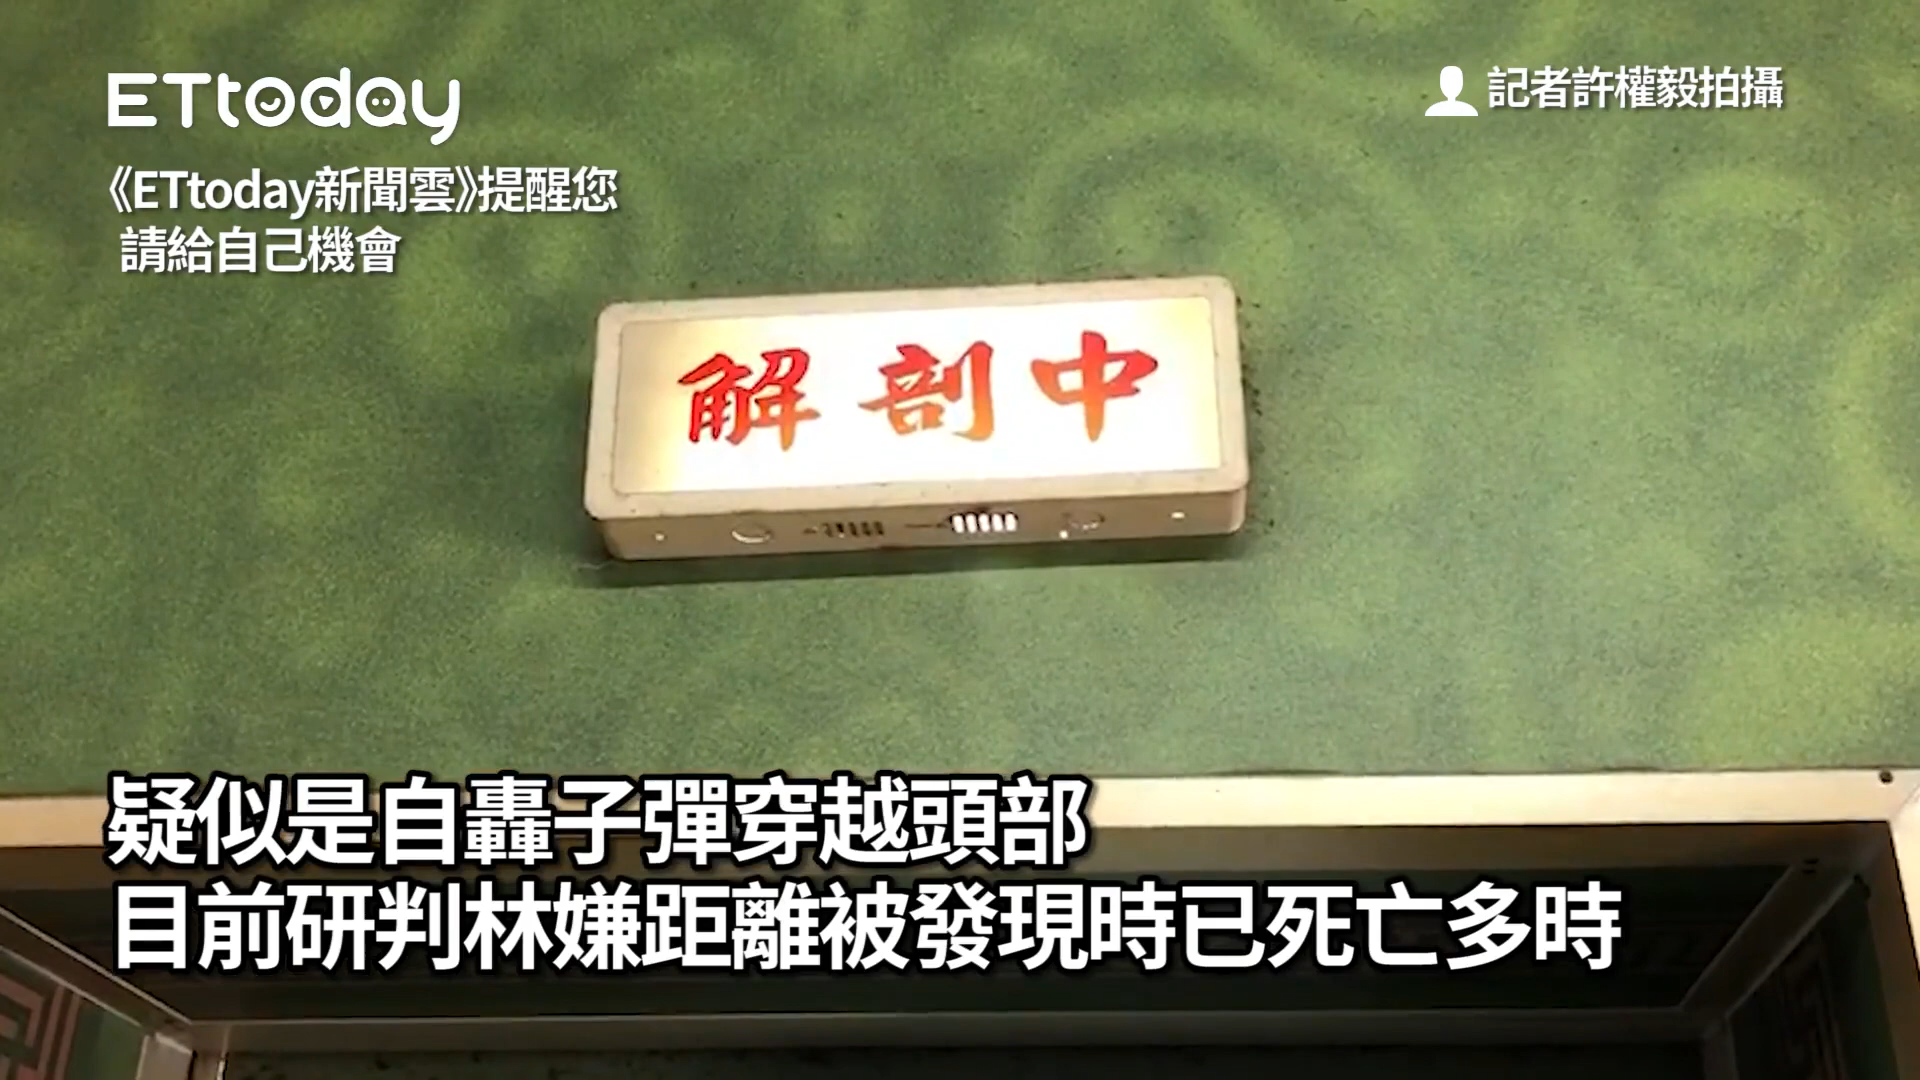 ETtoday
記者許權毅拍攝
《ETtoday新聞雲》提醒您
請給自己機會
解剖中
疑似是自轟子彈穿越頭部
目前研判林嫌距離被發現時已死亡多時